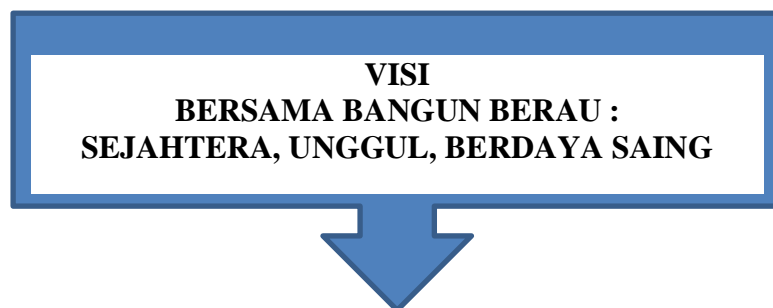 VISI
BERSAMA BANGUN BERAU :
SEJAHTERA, UNGGUL, BERDAYA SAING